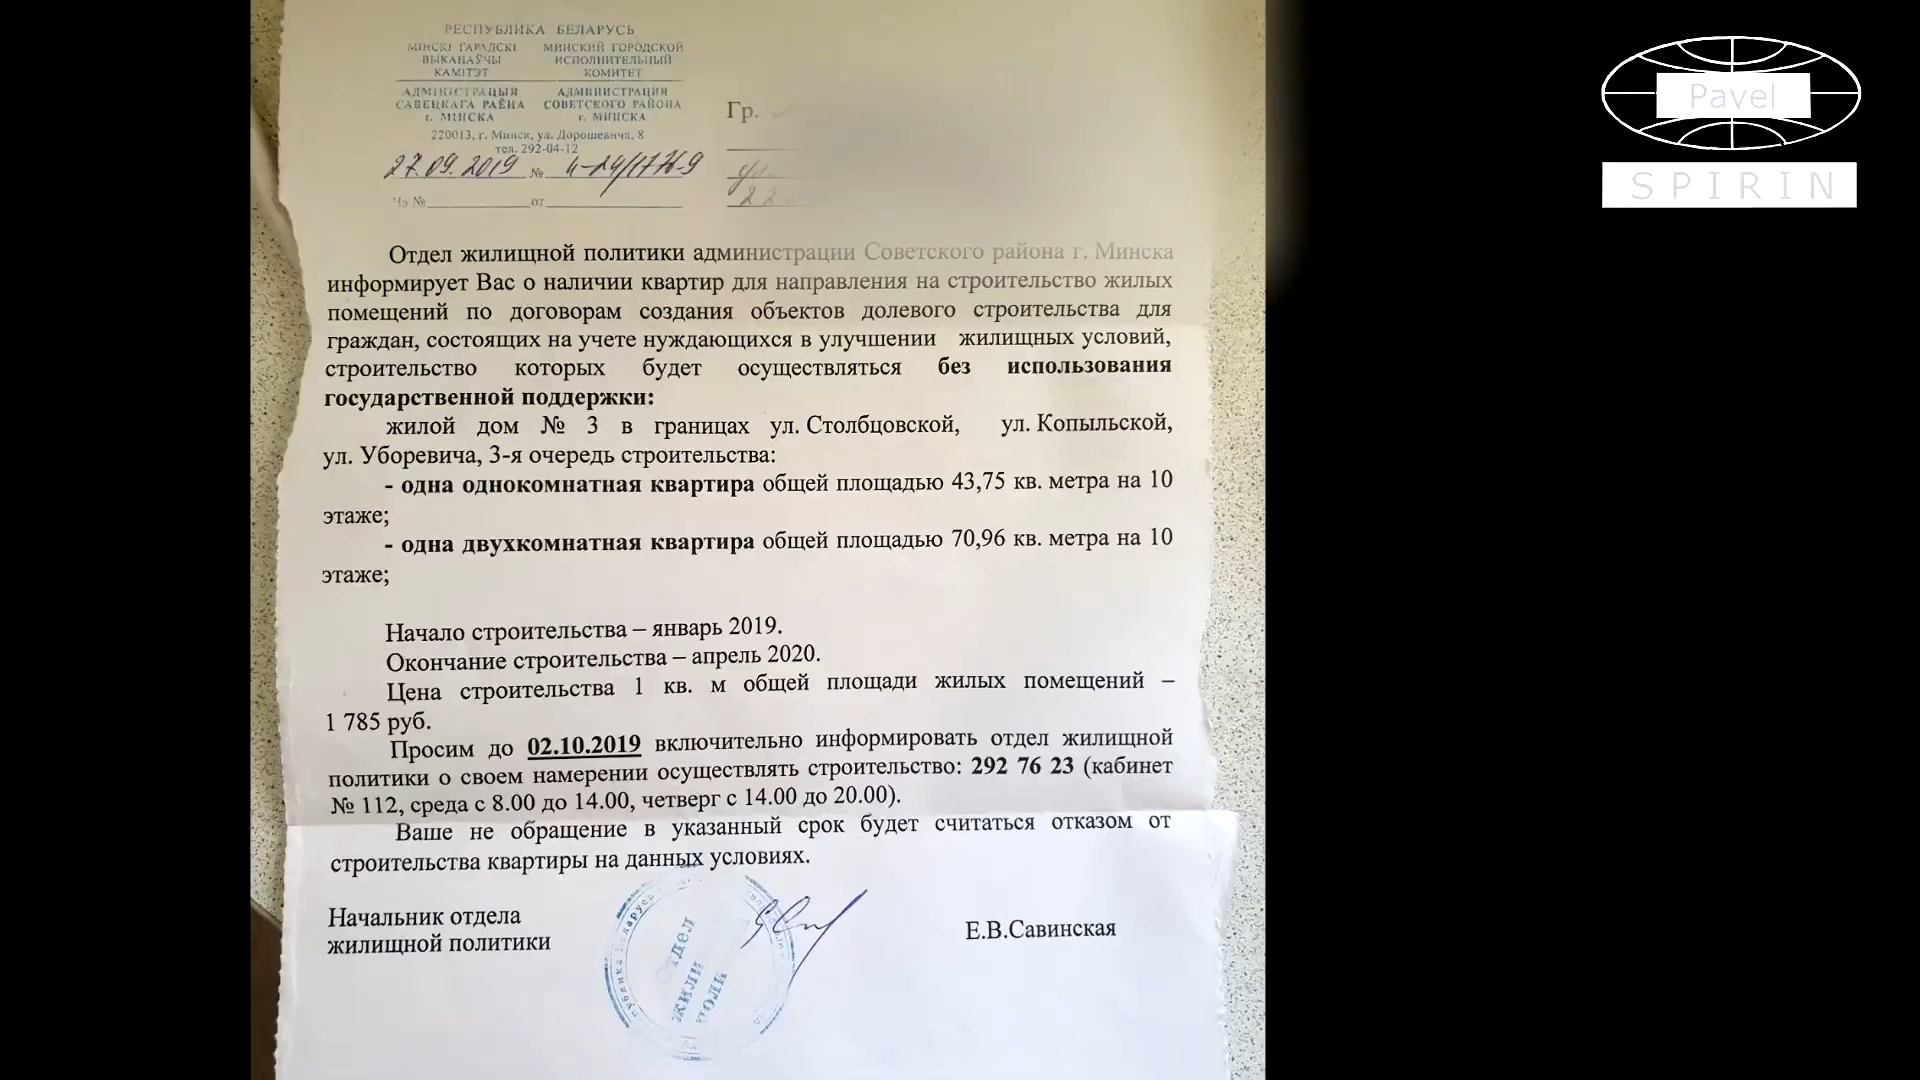 РЕСПУБЛИКА БЕЛАРУСЬ
МІНСКІ ГАРАДСКІ
ВЫКАНАЎЧЫ
КАМІТЭТ
МИНСКИЙ ГОРОДСКОЙ
ИСПОЛНИТЕЛЬНЫЙ
КОМИТЕТ
АДМІНІСТРАЦЫЯ
САВЕЦКАГА РАЁНА
г. МІНСКА
АДМИНИСТРАЦИЯ
СОВЕТСКОГО РАЙОНА
г. МИНСКА
220013, г. Минск, ул. Дорошевича, 8
тел. 292-04-12
27.09.2019 № 4-24/1776-9
На № от
Гр.
ул.
220
Отдел жилищной политики администрации Советского района г. Минска
информирует Вас о наличии квартир для направления на строительство жилых
помещений по договорам создания объектов долевого строительства для
граждан, состоящих на учете нуждающихся в улучшении жилищных условий,
строительство которых будет осуществляться без использования
государственной поддержки:
жилой дом № 3 в границах ул. Столбцовской, ул. Копыльской,
ул. Уборевича, 3-я очередь строительства:
- одна однокомнатная квартира общей площадью 43,75 кв. метра на 10
этаже;
- одна двухкомнатная квартира общей площадью 70,96 кв. метра на 10
этаже;
Начало строительства – январь 2019.
Окончание строительства – апрель 2020.
Цена строительства 1 кв. м общей площади жилых помещений –
1 785 руб.
Просим до 02.10.2019 включительно информировать отдел жилищной
политики о своем намерении осуществлять строительство: 292 76 23 (кабинет
№ 112, среда с 8.00 до 14.00, четверг с 14.00 до 20.00).
Ваше не обращение в указанный срок будет считаться отказом от
строительства квартиры на данных условиях.
Начальник отдела
жилищной политики
Е.В.Савинская
Отдел
жили
поли
Pavel
SPIRIN